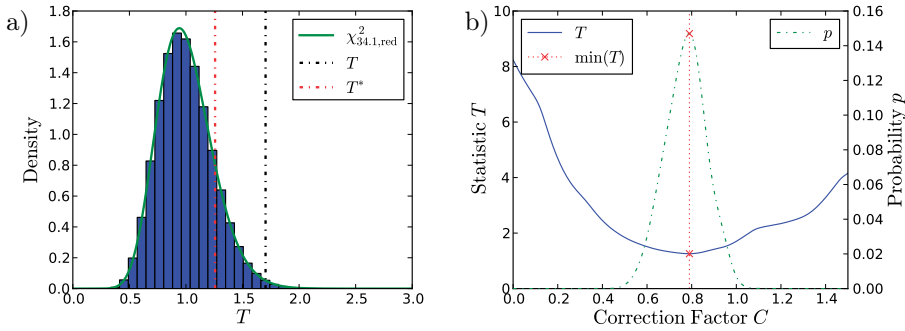 a)
1.8
1.6
1.4
1.2
1.0
0.8
0.6
0.4
0.2
0.0
Density
0.0 0.5 1.0 1.5 2.0 2.5 3.0
T
χ²34.1,red
T
T*
b)
10
8
6
4
2
0
Statistic T
0.0 0.2 0.4 0.6 0.8 1.0 1.2 1.4
Correction Factor C
T
min(T)
p
0.16
0.14
0.12
0.10
0.08
0.06
0.04
0.02
0.00
Probability p